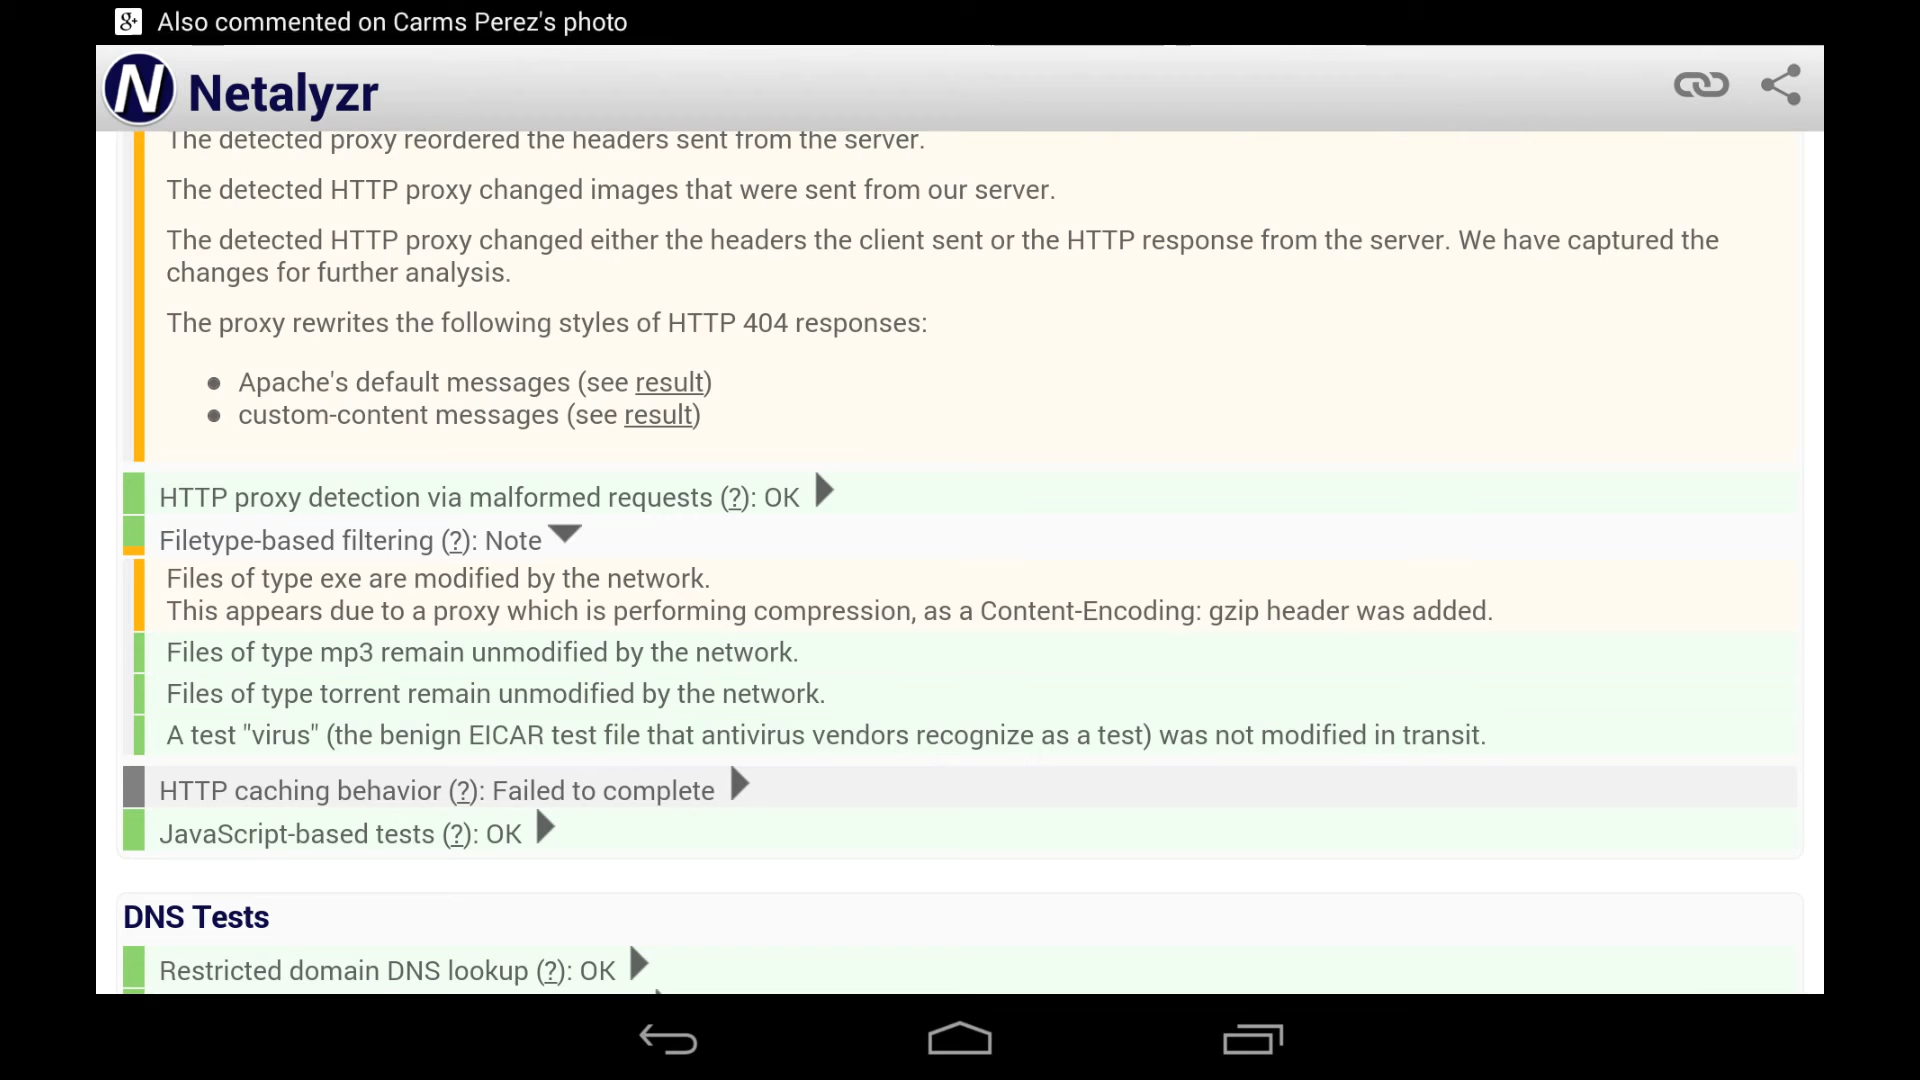 g+ Also commented on Carms Perez's photo
N Netalyzr
The detected proxy reordered the headers sent from the server.
The detected HTTP proxy changed images that were sent from our server.
The detected HTTP proxy changed either the headers the client sent or the HTTP response from the server. We have captured the
changes for further analysis.
The proxy rewrites the following styles of HTTP 404 responses:
● Apache's default messages (see result)
● custom-content messages (see result)
HTTP proxy detection via malformed requests (?): OK
Filetype-based filtering (?): Note
Files of type exe are modified by the network.
This appears due to a proxy which is performing compression, as a Content-Encoding: gzip header was added.
Files of type mp3 remain unmodified by the network.
Files of type torrent remain unmodified by the network.
A test "virus" (the benign EICAR test file that antivirus vendors recognize as a test) was not modified in transit.
HTTP caching behavior (?): Failed to complete
JavaScript-based tests (?): OK
DNS Tests
Restricted domain DNS lookup (?): OK